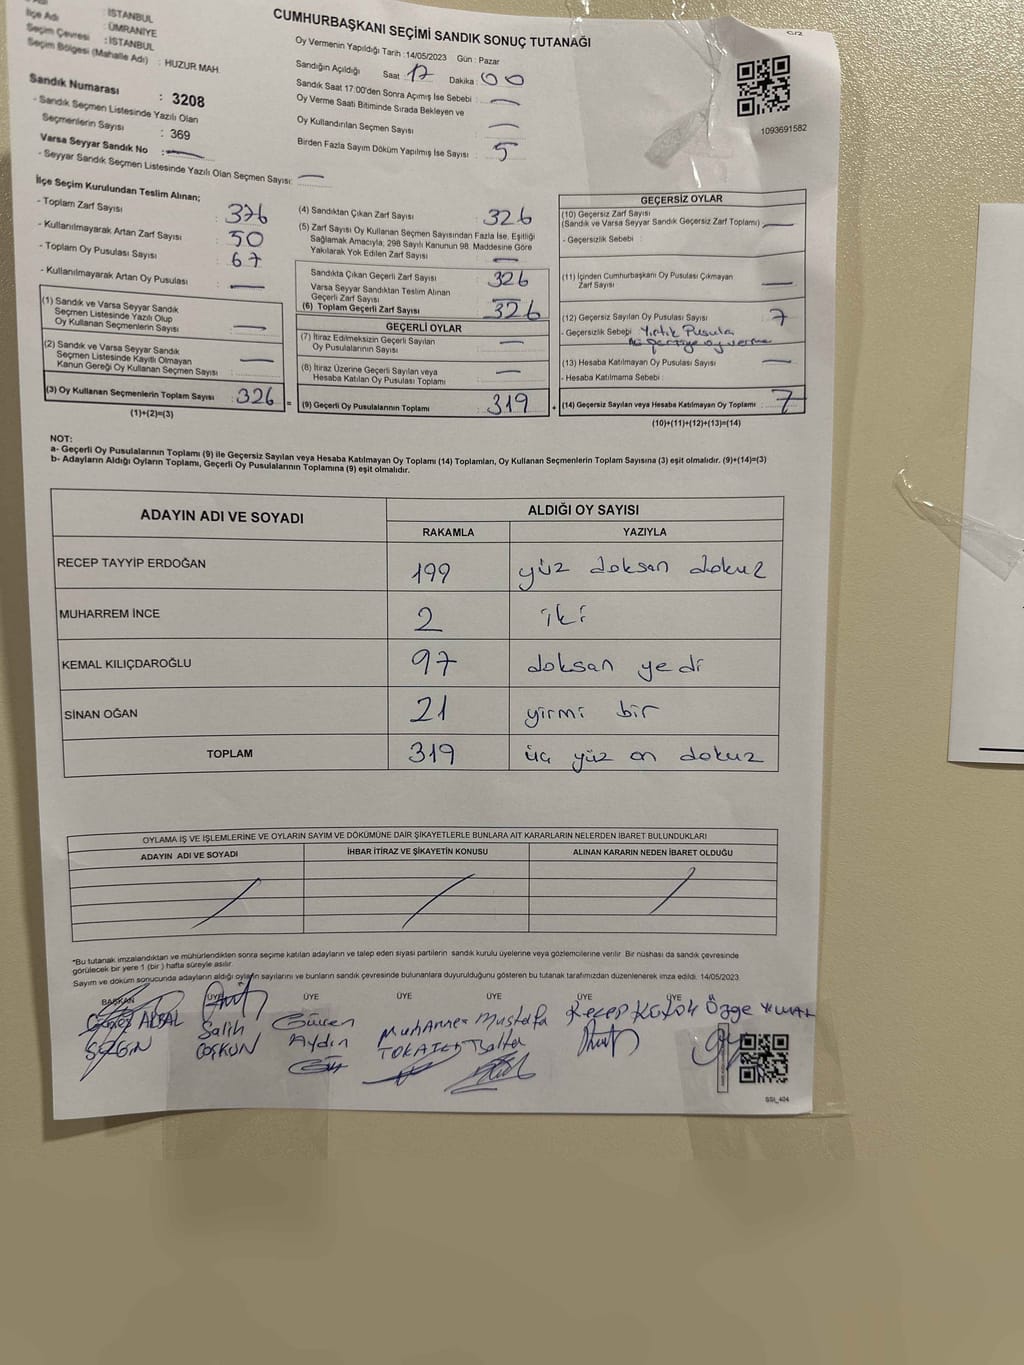 İlçe Adı : İSTANBUL
Seçim Çevresi : ÜMRANİYE
: İSTANBUL
Seçim Bölgesi (Mahalle Adı) : HUZUR MAH.
Sandık Numarası : 3208
- Sandık Seçmen Listesinde Yazılı Olan
Seçmenlerin Sayısı : 369
Varsa Seyyar Sandık No : —
- Seyyar Sandık Seçmen Listesinde Yazılı Olan Seçmen Sayısı: —
C/2
CUMHURBAŞKANI SEÇİMİ SANDIK SONUÇ TUTANAĞI
Oy Vermenin Yapıldığı Tarih :14/05/2023 Gün : Pazar
Sandığın Açıldığı Saat 17 Dakika : 00
Sandık Saat 17:00'den Sonra Açımış İse Sebebi : —
Oy Verme Saati Bitiminde Sırada Bekleyen ve
Oy Kullandırılan Seçmen Sayısı : —
Birden Fazla Sayım Döküm Yapılmış İse Sayısı : 5
1093691582
İlçe Seçim Kurulundan Teslim Alınan;
- Toplam Zarf Sayısı : 376
- Kullanılmayarak Artan Zarf Sayısı : 50
- Toplam Oy Pusulası Sayısı : 67
- Kullanılmayarak Artan Oy Pusulası : —
(1) Sandık ve Varsa Seyyar Sandık
Seçmen Listesinde Yazılı Olup
Oy Kullanan Seçmenlerin Sayısı : —
(2) Sandık ve Varsa Seyyar Sandık
Seçmen Listesinde Kayıtlı Olmayan
Kanun Gereği Oy Kullanan Seçmen Sayısı : —
(3) Oy Kullanan Seçmenlerin Toplam Sayısı : 326
(1)+(2)=(3)
=
(4) Sandıktan Çıkan Zarf Sayısı : 326
(5) Zarf Sayısı Oy Kullanan Seçmen Sayısından Fazla İse, Eşitliği
Sağlamak Amacıyla; 298 Sayılı Kanunun 98. Maddesine Göre
Yakılarak Yok Edilen Zarf Sayısı : —
Sandıkta Çıkan Geçerli Zarf Sayısı : 326
Varsa Seyyar Sandıktan Teslim Alınan
Geçerli Zarf Sayısı : —
(6) Toplam Geçerli Zarf Sayısı : 326
GEÇERLİ OYLAR
(7) İtiraz Edilmeksizin Geçerli Sayılan
Oy Pusulalarının Sayısı : —
(8) İtiraz Üzerine Geçerli Sayılan veya
Hesaba Katılan Oy Pusulası Toplamı : —
(9) Geçerli Oy Pusulalarının Toplamı : 319
+
GEÇERSİZ OYLAR
(10) Geçersiz Zarf Sayısı
(Sandık ve Varsa Seyyar Sandık Geçersiz Zarf Toplamı) : —
- Geçersizlik Sebebi :
(11) İçinden Cumhurbaşkanı Oy Pusulası Çıkmayan
Zarf Sayısı : —
(12) Geçersiz Sayılan Oy Pusulası Sayısı : 7
- Geçersizlik Sebebi : Yırtık Pusula
iki partiye oy verme
(13) Hesaba Katılmayan Oy Pusulası Sayısı : —
- Hesaba Katılmama Sebebi :
(14) Geçersiz Sayılan veya Hesaba Katılmayan Oy Toplamı : 7
(10)+(11)+(12)+(13)=(14)
NOT:
a- Geçerli Oy Pusulalarının Toplamı (9) ile Geçersiz Sayılan veya Hesaba Katılmayan Oy Toplamı (14) Toplamları, Oy Kullanan Seçmenlerin Toplam Sayısına (3) eşit olmalıdır. (9)+(14)=(3)
b- Adayların Aldığı Oyların Toplamı, Geçerli Oy Pusulalarının Toplamına (9) eşit olmalıdır.
ADAYIN ADI VE SOYADI ALDIĞI OY SAYISI
RAKAMLA YAZIYLA
RECEP TAYYİP ERDOĞAN 199 yüz doksan dokuz
MUHARREM İNCE 2 iki
KEMAL KILIÇDAROĞLU 97 doksan yedi
SİNAN OĞAN 21 yirmi bir
TOPLAM 319 üç yüz on dokuz
OYLAMA İŞ VE İŞLEMLERİNE VE OYLARIN SAYIM VE DÖKÜMÜNE DAİR ŞİKAYETLERLE BUNLARA AİT KARARLARIN NELERDEN İBARET BULUNDUKLARI
ADAYIN ADI VE SOYADI İHBAR İTİRAZ VE ŞİKAYETİN KONUSU ALINAN KARARIN NEDEN İBARET OLDUĞU
*Bu tutanak imzalandıktan ve mühürlendikten sonra seçime katılan adayların ve talep eden siyasi partilerin sandık kurulu üyelerine veya gözlemcilerine verilir. Bir nüshası da sandık çevresinde
görülecek bir yere 1 (bir ) hafta süreyle asılır.
Sayım ve döküm sonucunda adayların aldığı oyların sayılarını ve bunların sandık çevresinde bulunanlara duyurulduğunu gösteren bu tutanak tarafımızdan düzenlenerek imza edildi. 14/05/2023
BAŞKAN ÜYE ÜYE ÜYE ÜYE ÜYE ÜYE
Salih Güven Mustafa Recep Özge
SEZGİN COŞKUN Aydın
SSI_404